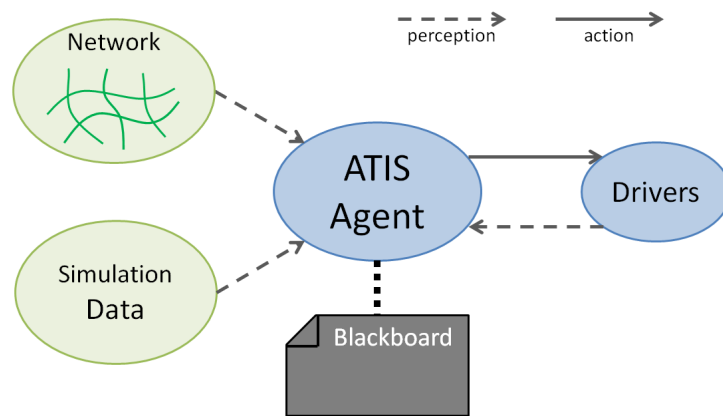 Network
perception
action
ATIS
Agent
Drivers
Simulation
Data
Blackboard